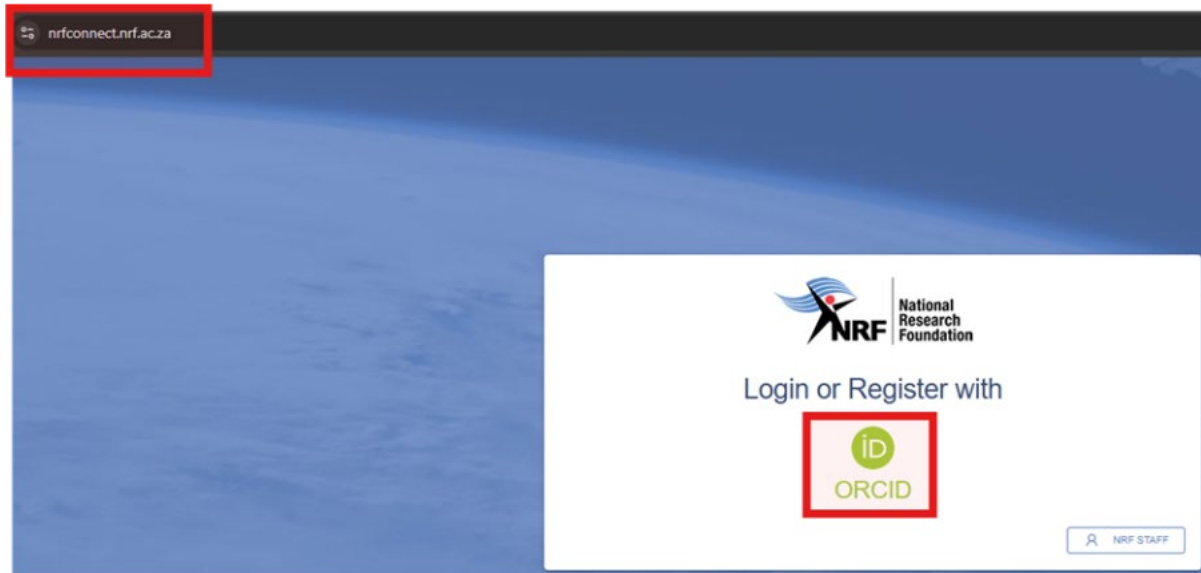 nrfconnect.nrf.ac.za
NRF
National
Research
Foundation
Login or Register with
iD
ORCID
NRF STAFF